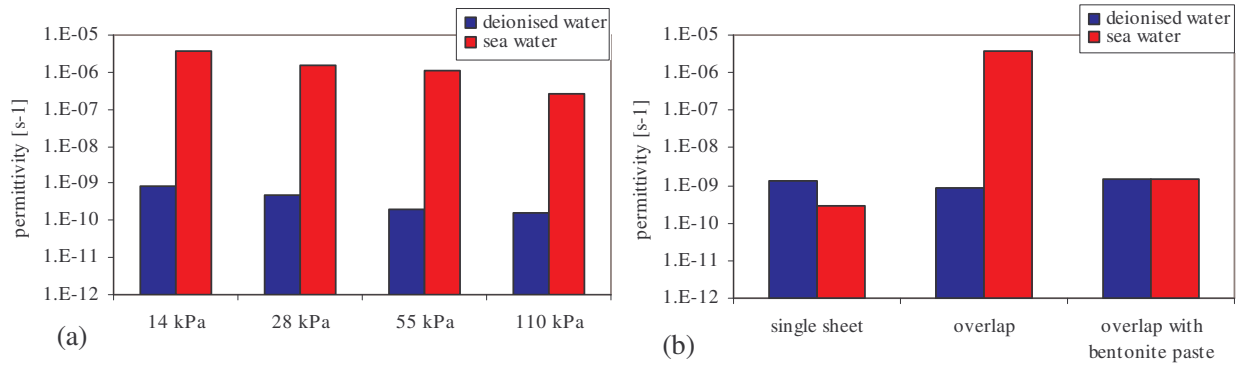 deionised water
sea water
permittivity [s-1]
1.E-05
1.E-06
1.E-07
1.E-08
1.E-09
1.E-10
1.E-11
1.E-12
14 kPa
28 kPa
55 kPa
110 kPa
(a)
deionised water
sea water
permittivity [s-1]
1.E-05
1.E-06
1.E-07
1.E-08
1.E-09
1.E-10
1.E-11
1.E-12
single sheet
overlap
overlap with
bentonite paste
(b)